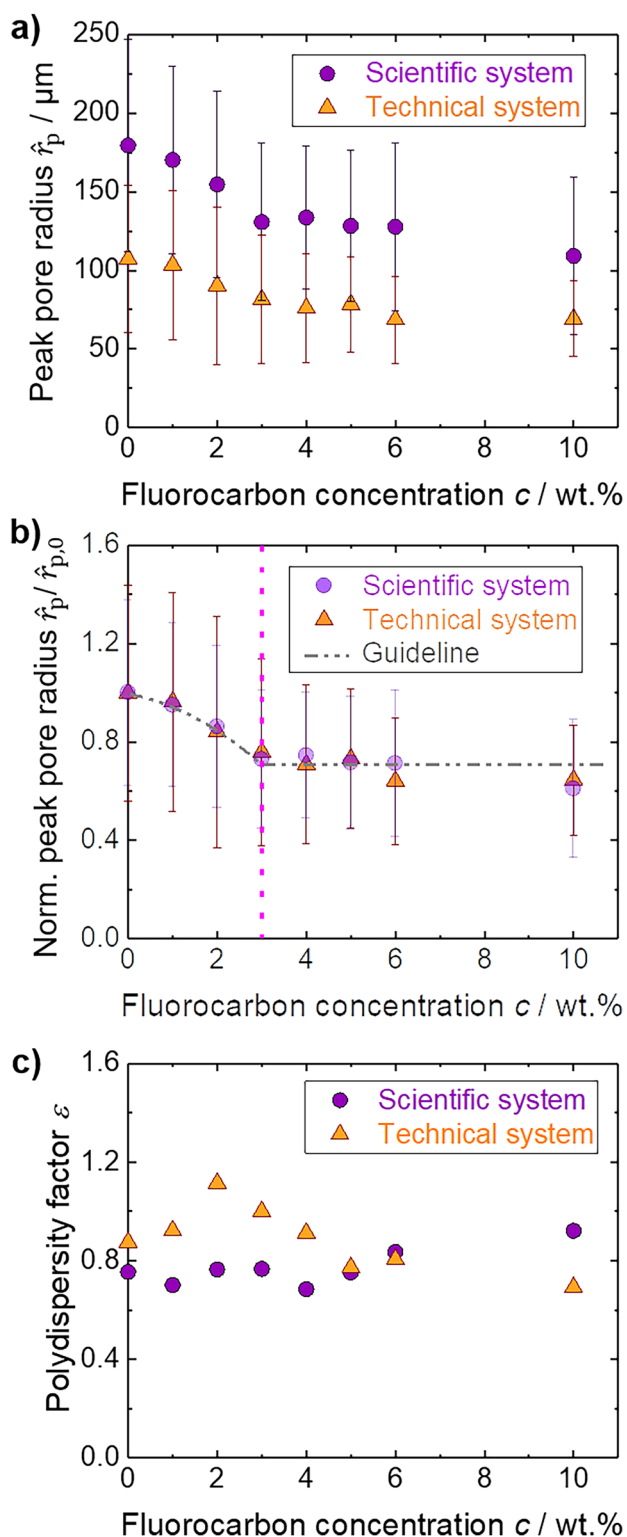 a)
250
200
150
100
50
0
Peak pore radius r̂p / µm
Scientific system
Technical system
0 2 4 6 8 10
Fluorocarbon concentration c / wt.%
b)
1.6
1.2
0.8
0.4
0.0
Norm. peak pore radius r̂p/ r̂p,0
Scientific system
Technical system
Guideline
0 2 4 6 8 10
Fluorocarbon concentration c / wt.%
c)
1.6
1.2
0.8
0.4
0.0
Polydispersity factor ε
Scientific system
Technical system
0 2 4 6 8 10
Fluorocarbon concentration c / wt.%